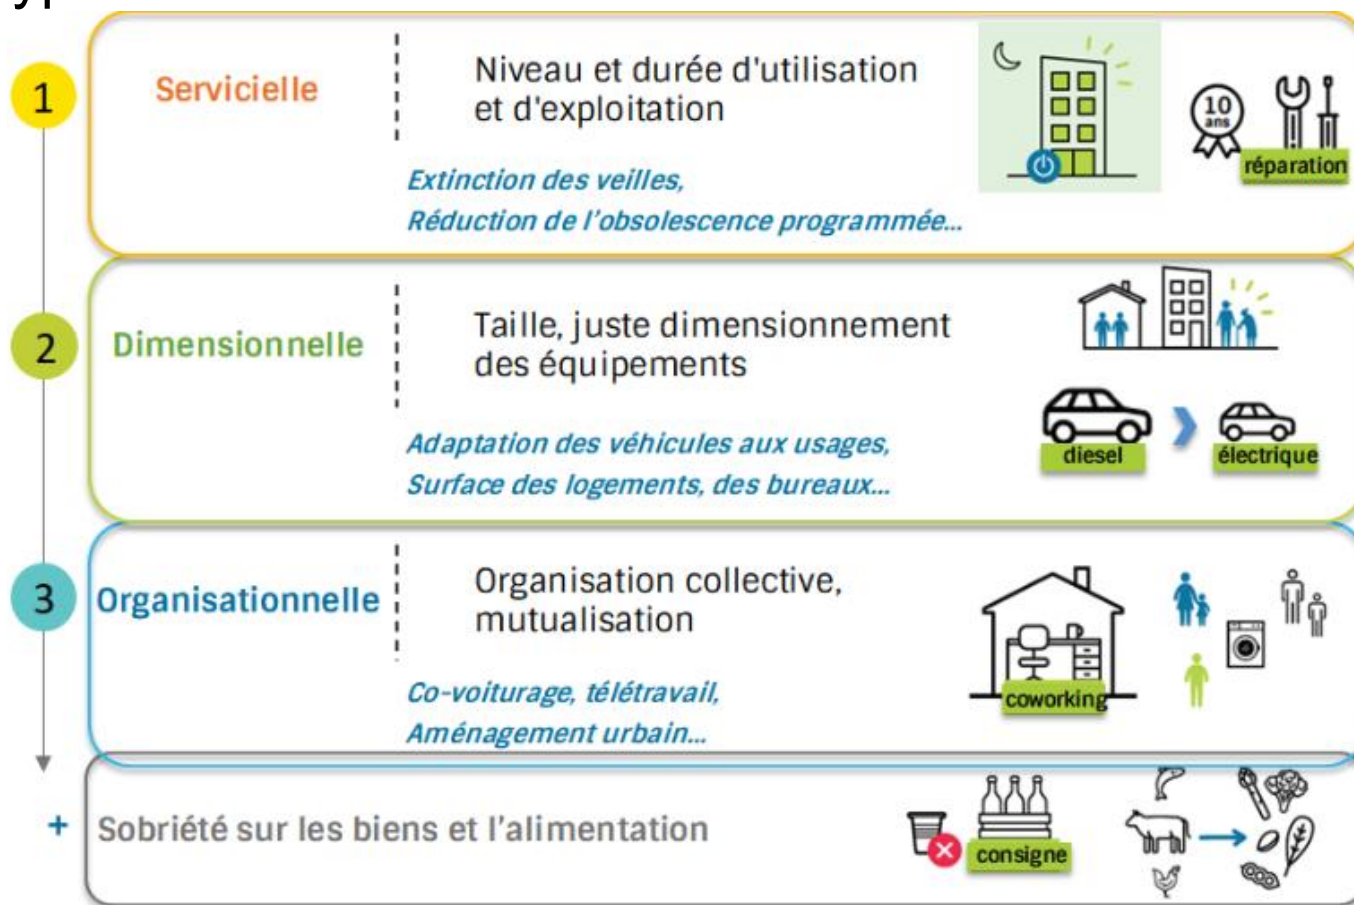 1
Servicielle
Niveau et durée d'utilisation
et d'exploitation
Extinction des veilles,
Réduction de l'obsolescence programmée...
10
ans
réparation
2
Dimensionnelle
Taille, juste dimensionnement
des équipements
Adaptation des véhicules aux usages,
Surface des logements, des bureaux...
diesel
électrique
3
Organisationnelle
Organisation collective,
mutualisation
Co-voiturage, télétravail,
Aménagement urbain...
coworking
+
Sobriété sur les biens et l'alimentation
consigne